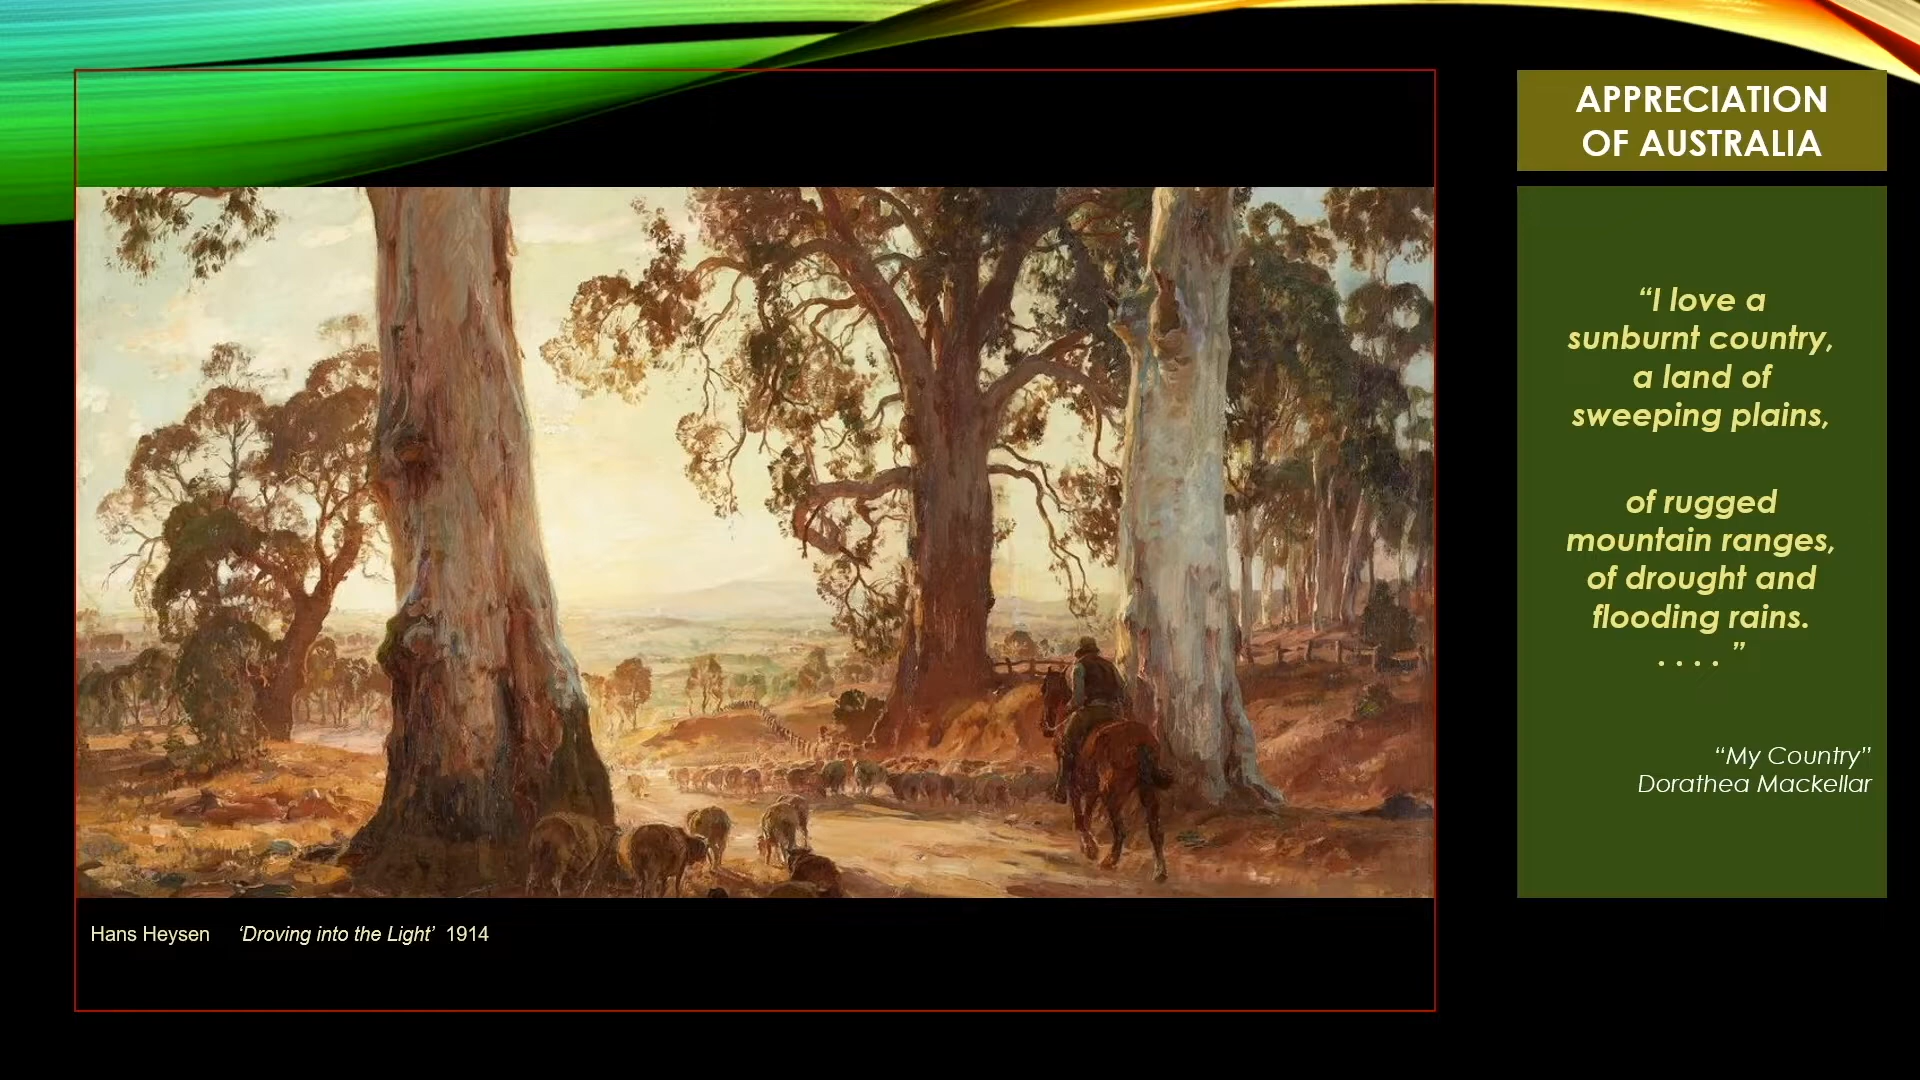 APPRECIATION
OF AUSTRALIA
“I love a
sunburnt country,
a land of
sweeping plains,
of rugged
mountain ranges,
of drought and
flooding rains.
. . . . ”
“My Country”
Dorathea Mackellar
Hans Heysen ‘Droving into the Light’ 1914